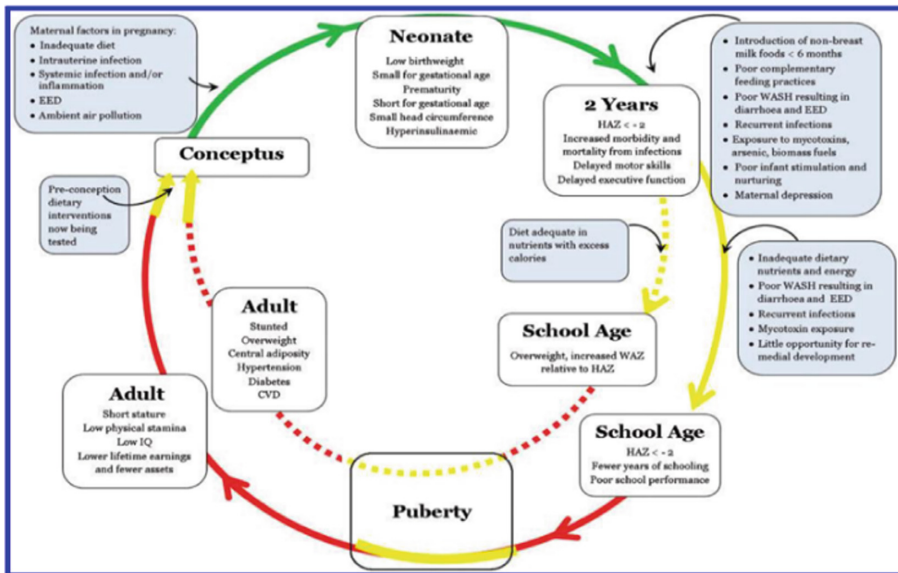 Maternal factors in pregnancy:
• Inadequate diet
• Intrauterine infection
• Systemic infection and/or
inflammation
• EED
• Ambient air pollution
Neonate
Low birthweight
Small for gestational age
Prematurity
Short for gestational age
Small head circumference
Hyperinsulinaemic
2 Years
HAZ < - 2
Increased morbidity and
mortality from infections
Delayed motor skills
Delayed executive function
• Introduction of non-breast
milk foods < 6 months
• Poor complementary
feeding practices
• Poor WASH resulting in
diarrhoea and EED
• Recurrent infections
• Exposure to mycotoxins,
arsenic, biomass fuels
• Poor infant stimulation and
nurturing
• Maternal depression
Conceptus
Pre-conception
dietary
interventions
now being
tested
Diet adequate in
nutrients with excess
calories
• Inadequate dietary
nutrients and energy
• Poor WASH resulting in
diarrhoea and EED
• Recurrent infections
• Mycotoxin exposure
• Little opportunity for re-
medial development
Adult
Stunted
Overweight
Central adiposity
Hypertension
Diabetes
CVD
School Age
Overweight, increased WAZ
relative to HAZ
Adult
Short stature
Low physical stamina
Low IQ
Lower lifetime earnings
and fewer assets
School Age
HAZ < - 2
Fewer years of schooling
Poor school performance
Puberty